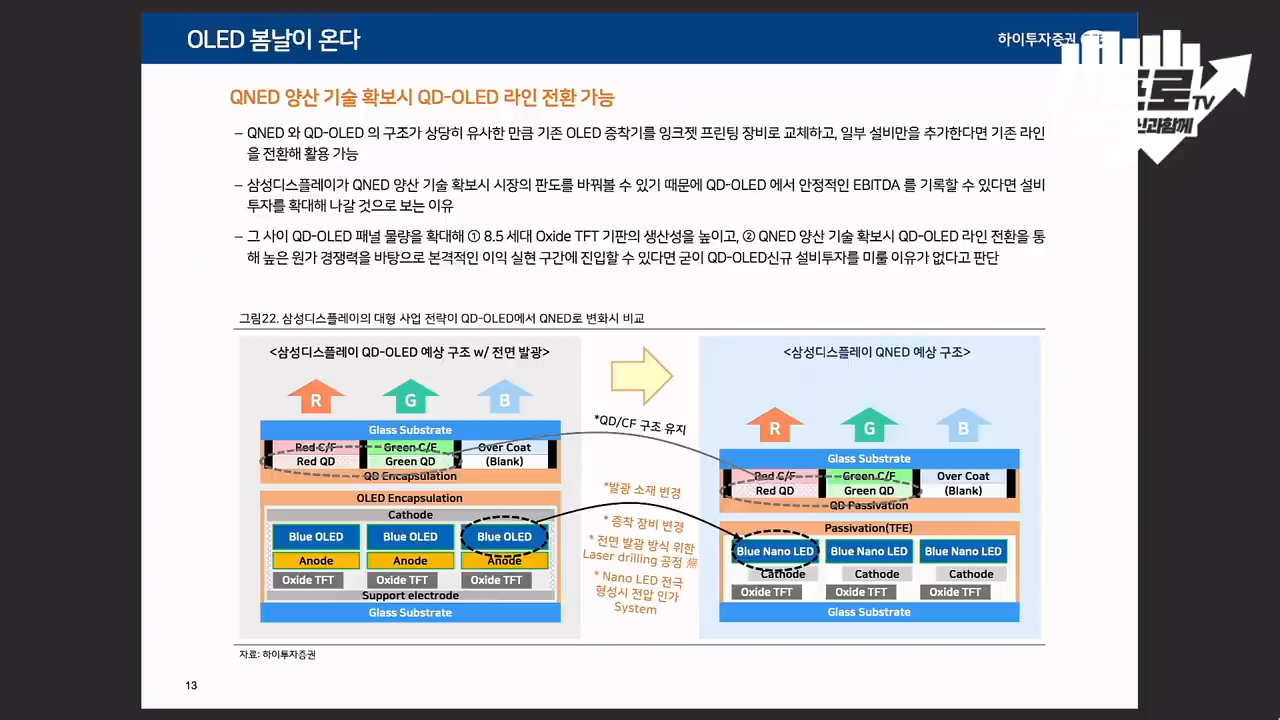 OLED 봄날이 온다
하이투자증권
로
TV
신과함께
QNED 양산 기술 확보시 QD-OLED 라인 전환 가능
– QNED 와 QD-OLED 의 구조가 상당히 유사한 만큼 기존 OLED 증착기를 잉크젯 프린팅 장비로 교체하고, 일부 설비만을 추가한다면 기존 라인
을 전환해 활용 가능
– 삼성디스플레이가 QNED 양산 기술 확보시 시장의 판도를 바꿔볼 수 있기 때문에 QD-OLED 에서 안정적인 EBITDA 를 기록할 수 있다면 설비
투자를 확대해 나갈 것으로 보는 이유
– 그 사이 QD-OLED 패널 물량을 확대해 ① 8.5 세대 Oxide TFT 기판의 생산성을 높이고, ② QNED 양산 기술 확보시 QD-OLED 라인 전환을 통
해 높은 원가 경쟁력을 바탕으로 본격적인 이익 실현 구간에 진입할 수 있다면 굳이 QD-OLED신규 설비투자를 미룰 이유가 없다고 판단
그림22. 삼성디스플레이의 대형 사업 전략이 QD-OLED에서 QNED로 변화시 비교
<삼성디스플레이 QD-OLED 예상 구조 w/ 전면 발광>
R G B
Glass Substrate
Red C/F Green C/F Over Coat
Red QD Green QD (Blank)
QD Encapsulation
OLED Encapsulation
Cathode
Blue OLED Blue OLED Blue OLED
Anode Anode Anode
Oxide TFT Oxide TFT Oxide TFT
Support electrode
Glass Substrate
*QD/CF 구조 유지
*발광 소재 변경
* 증착 장비 변경
* 전면 발광 방식 위한
Laser drilling 공정 無
* Nano LED 전극
형성시 전압 인가
System
<삼성디스플레이 QNED 예상 구조>
R G B
Glass Substrate
Red C/F Green C/F Over Coat
Red QD Green QD (Blank)
QD Passivation
Passivation(TFE)
Blue Nano LED Blue Nano LED Blue Nano LED
Cathode Cathode Cathode
Oxide TFT Oxide TFT Oxide TFT
Glass Substrate
자료: 하이투자증권
13